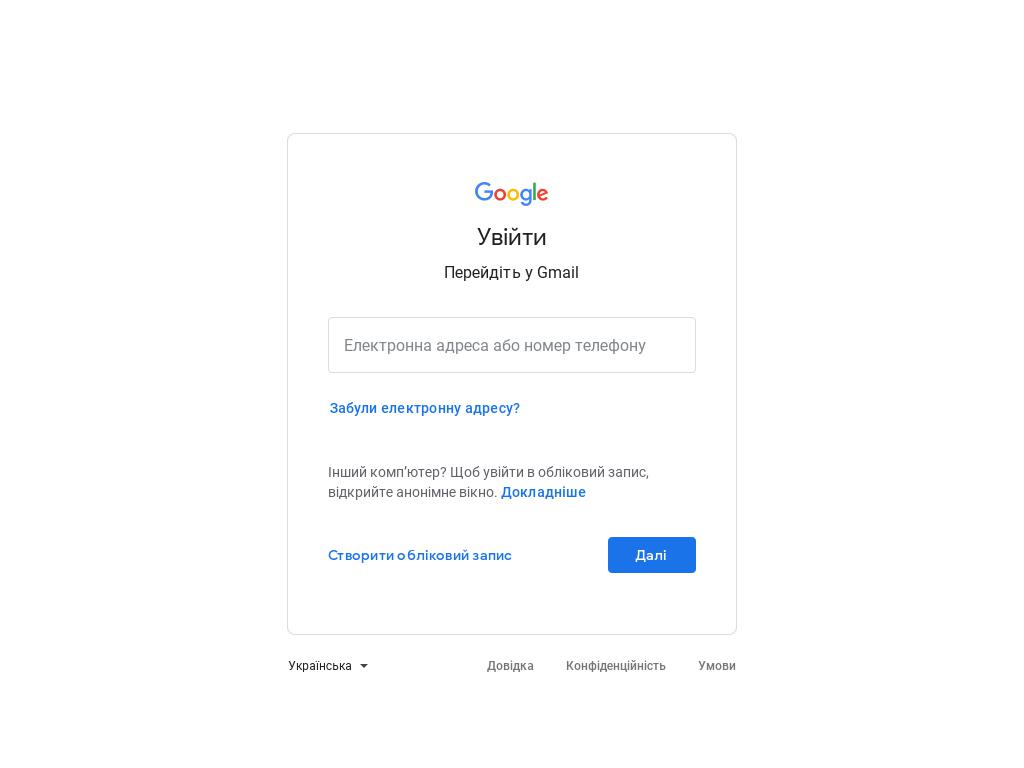 Google
Увійти
Перейдіть у Gmail
Електронна адреса або номер телефону
Забули електронну адресу?
Інший комп’ютер? Щоб увійти в обліковий запис,
відкрийте анонімне вікно. Докладніше
Створити обліковий запис
Далі
Українська
Довідка
Конфіденційність
Умови